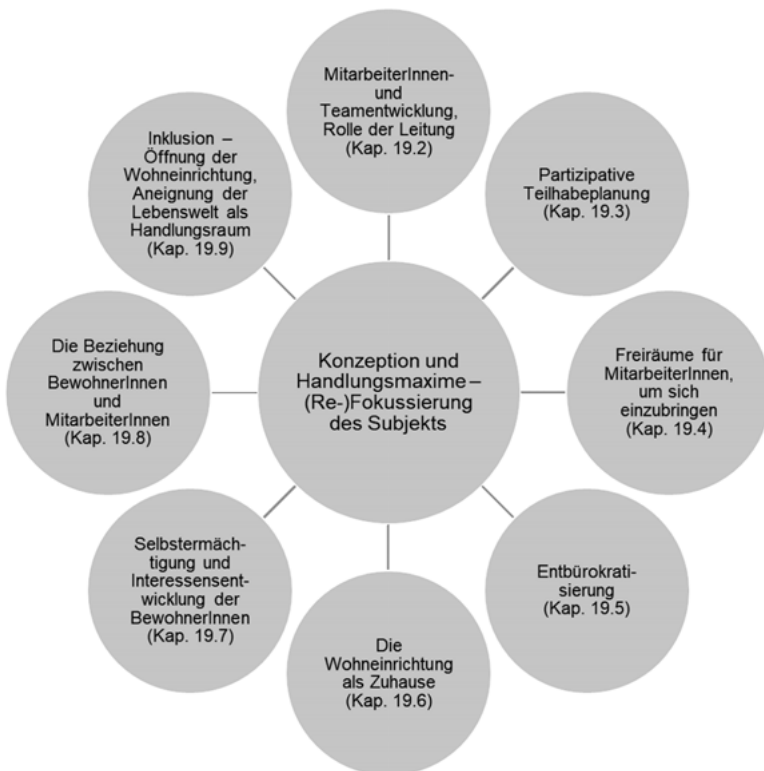 MitarbeiterInnen-
und
Teamentwicklung,
Rolle der Leitung
(Kap. 19.2)
Partizipative
Teilhabeplanung
(Kap. 19.3)
Freiräume für
MitarbeiterInnen,
um sich
einzubringen
(Kap. 19.4)
Entbürokrati-
sierung
(Kap. 19.5)
Die
Wohneinrichtung
als Zuhause
(Kap. 19.6)
Selbstermäch-
tigung und
Interessensent-
wicklung der
BewohnerInnen
(Kap. 19.7)
Die Beziehung
zwischen
BewohnerInnen
und
MitarbeiterInnen
(Kap. 19.8)
Inklusion –
Öffnung der
Wohneinrichtung,
Aneignung der
Lebenswelt als
Handlungsraum
(Kap. 19.9)
Konzeption und
Handlungsmaxime –
(Re-)Fokussierung
des Subjekts